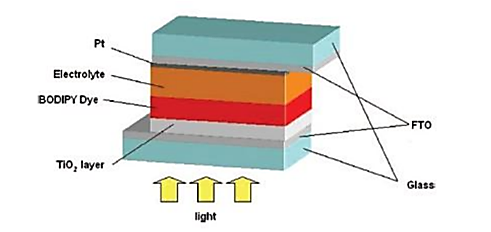 Pt
Electrolyte
BODIPY Dye
TiO₂ layer
FTO
Glass
light